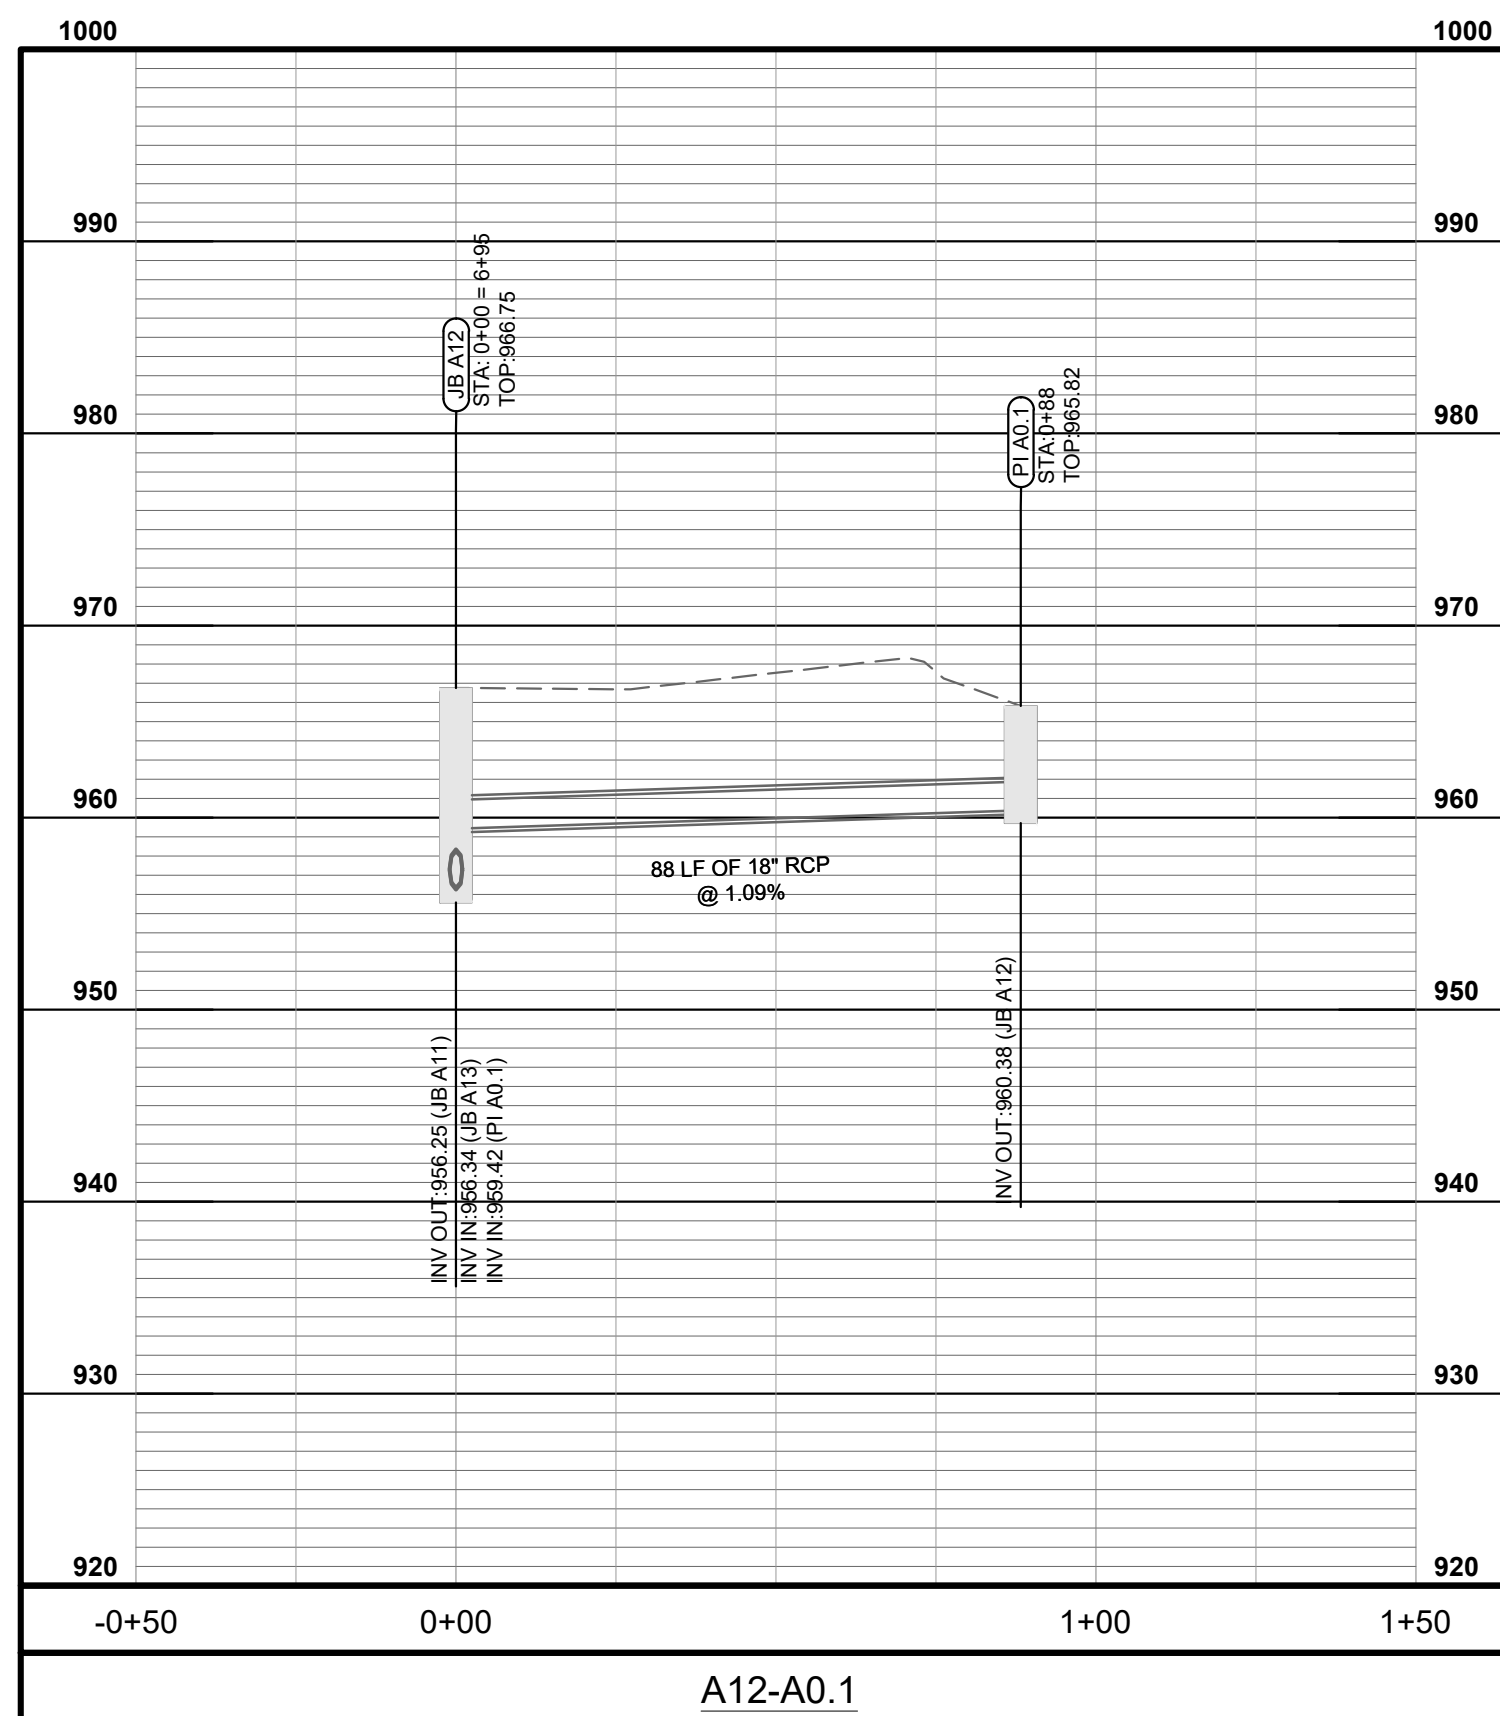 1000
1000
990
990
JB A12
STA: 0+00 = 6+95
TOP:966.75
PI A0.1
STA:0+88
TOP:965.82
980
980
970
970
960
960
88 LF OF 18" RCP
@ 1.09%
950
950
INV OUT:956.25 (JB A11)
INV IN:956.34 (JB A13)
INV IN:959.42 (PI A0.1)
INV OUT:960.38 (JB A12)
940
940
930
930
920
920
-0+50
0+00
1+00
1+50
A12-A0.1